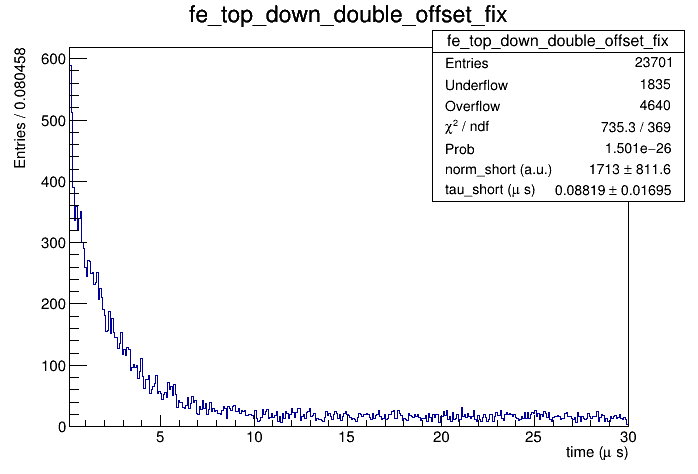 fe_top_down_double_offset_fix
fe_top_down_double_offset_fix
Entries 23701
Underflow 1835
Overflow 4640
χ² / ndf 735.3 / 369
Prob 1.501e−26
norm_short (a.u.) 1713 ± 811.6
tau_short (μ s) 0.08819 ± 0.01695
Entries / 0.080458
600
500
400
300
200
100
0
5 10 15 20 25 30
time (μ s)